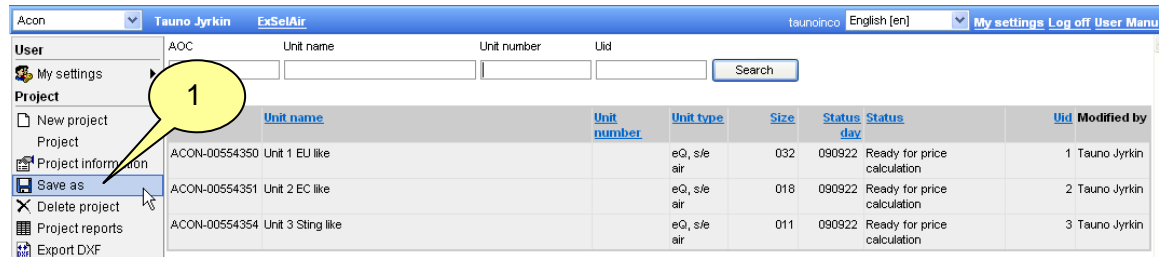 Acon Tauno Jyrkin ExSelAir taunoinco English [en] My settings Log off User Manu
User
My settings
Project
New project
Project
Project information
Save as
Delete project
Project reports
Export DXF
1
AOC Unit name Unit number Uid
Search
Unit name Unit number Unit type Size Status day Status Uid Modified by
ACON-00554350 Unit 1 EU like eQ, s/e air 032 090922 Ready for price calculation 1 Tauno Jyrkin
ACON-00554351 Unit 2 EC like eQ, s/e air 018 090922 Ready for price calculation 2 Tauno Jyrkin
ACON-00554354 Unit 3 Sting like eQ, s/e air 011 090922 Ready for price calculation 3 Tauno Jyrkin